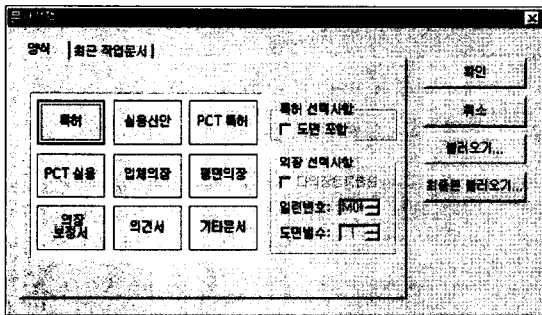 양식
최근 작업문서
특허
실용신안
PCT 특허
PCT 실용
입체의장
평면의장
의장
보정서
의견서
기타문서
특허 선택사항
도면 포함
의장 선택사항
일련번호: M01
도면벌수: 1
확인
취소
불러오기...
최종본 불러오기...